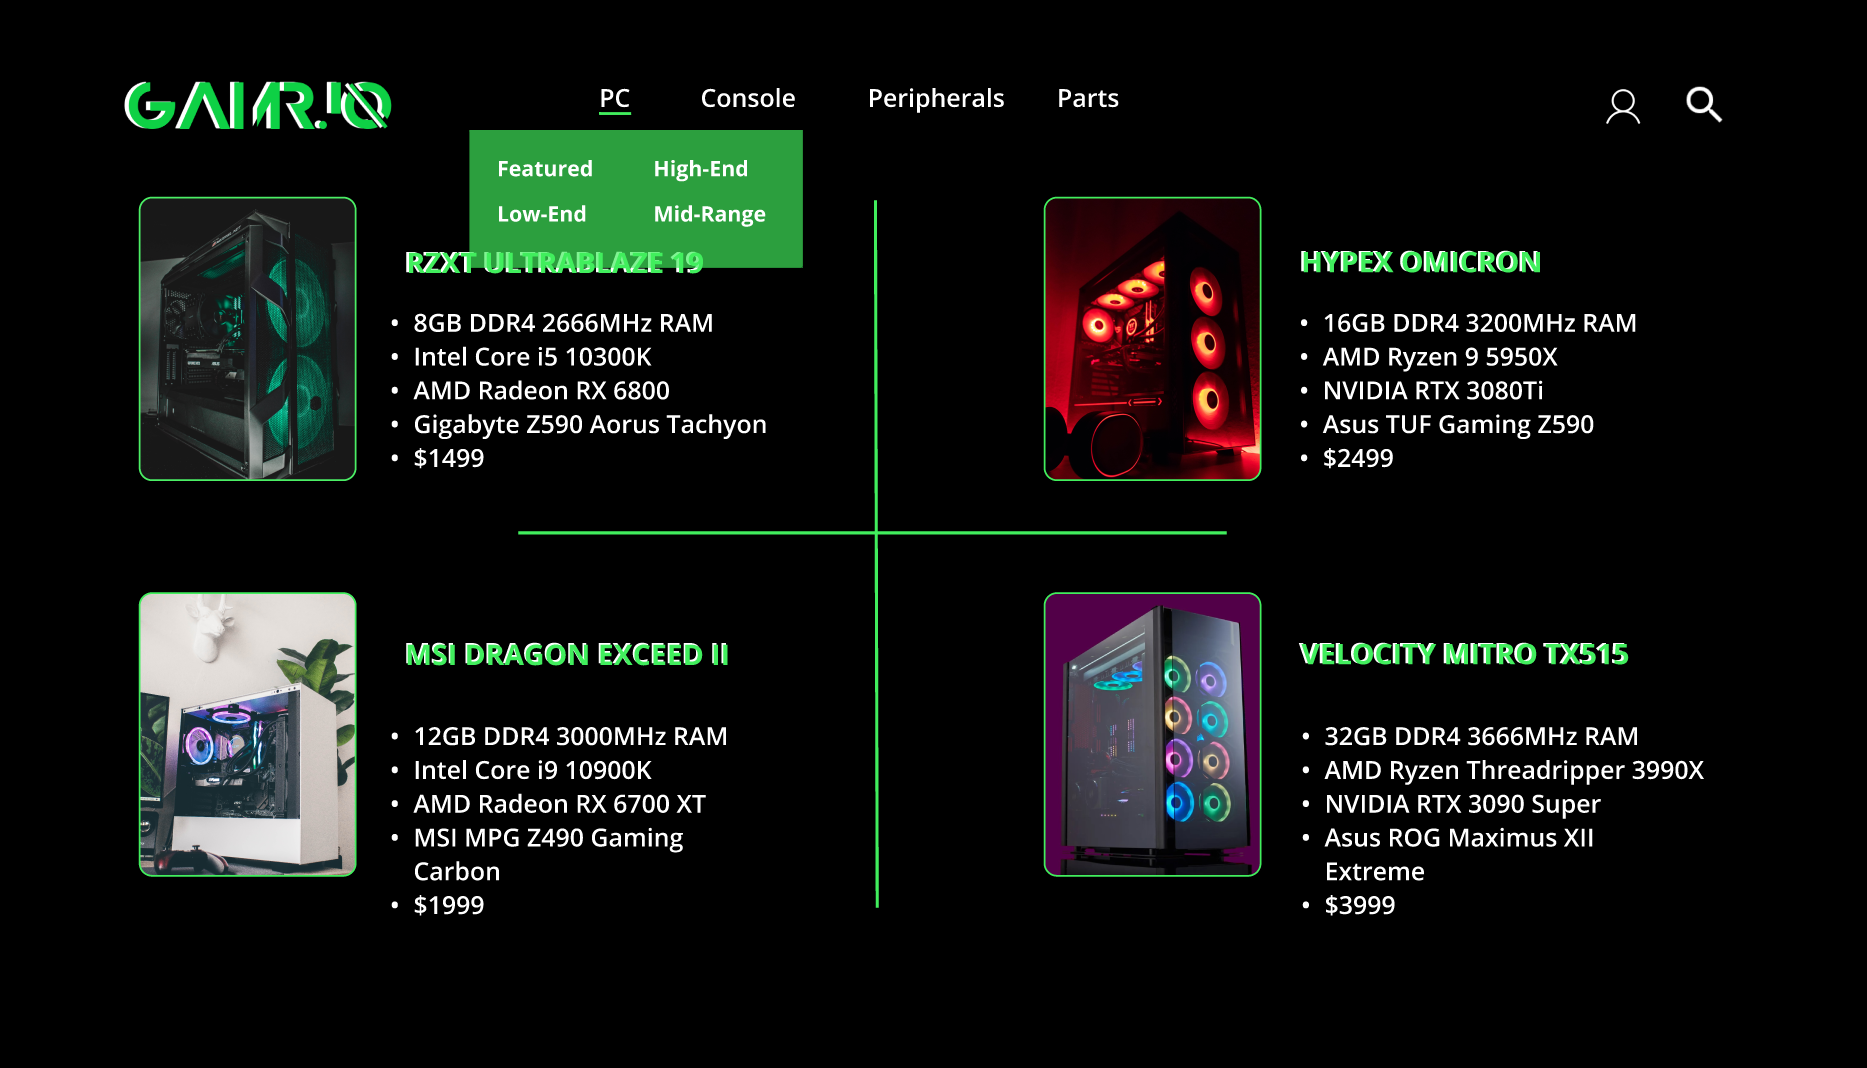 GAMR.IO
PC Console Peripherals Parts
Featured High-End
Low-End Mid-Range
RZXT ULTRABLAZE 19
• 8GB DDR4 2666MHz RAM
• Intel Core i5 10300K
• AMD Radeon RX 6800
• Gigabyte Z590 Aorus Tachyon
• $1499
HYPEX OMICRON
• 16GB DDR4 3200MHz RAM
• AMD Ryzen 9 5950X
• NVIDIA RTX 3080Ti
• Asus TUF Gaming Z590
• $2499
MSI DRAGON EXCEED II
• 12GB DDR4 3000MHz RAM
• Intel Core i9 10900K
• AMD Radeon RX 6700 XT
• MSI MPG Z490 Gaming
Carbon
• $1999
VELOCITY MITRO TX515
• 32GB DDR4 3666MHz RAM
• AMD Ryzen Threadripper 3990X
• NVIDIA RTX 3090 Super
• Asus ROG Maximus XII
Extreme
• $3999